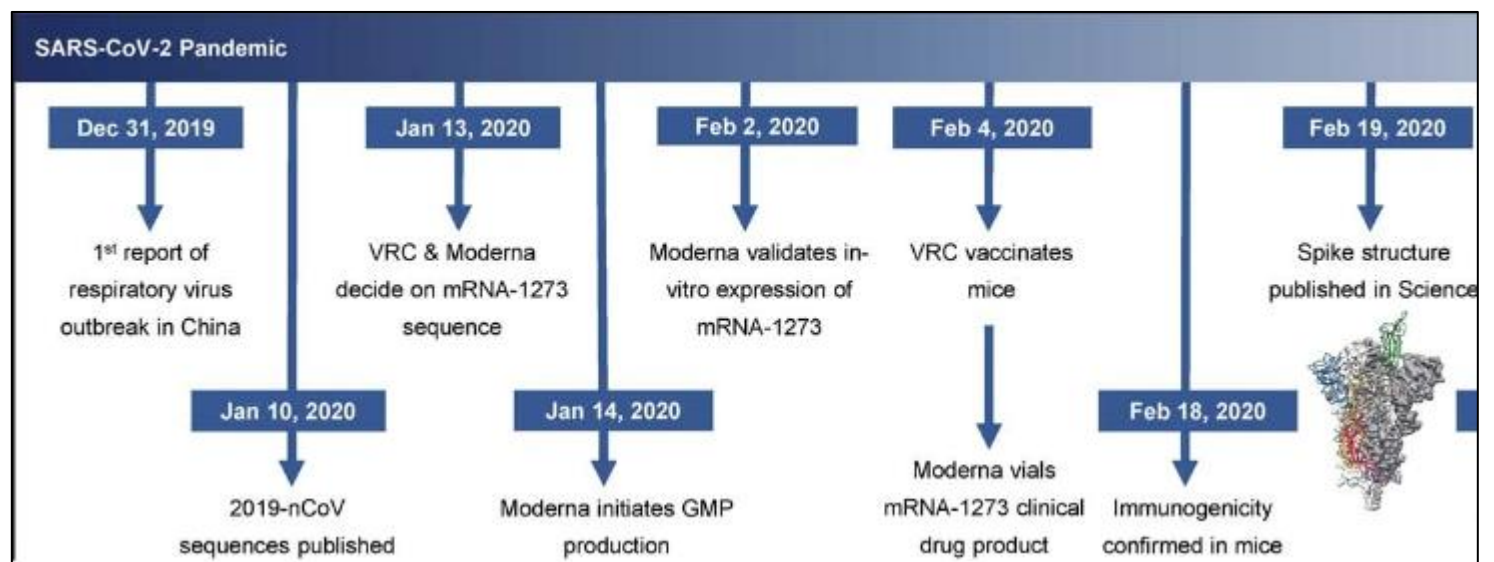 SARS-CoV-2 Pandemic
Dec 31, 2019
1st report of
respiratory virus
outbreak in China
Jan 10, 2020
2019-nCoV
sequences published
Jan 13, 2020
VRC & Moderna
decide on mRNA-1273
sequence
Jan 14, 2020
Moderna initiates GMP
production
Feb 2, 2020
Moderna validates in-
vitro expression of
mRNA-1273
Feb 4, 2020
VRC vaccinates
mice
Moderna vials
mRNA-1273 clinical
drug product
Feb 18, 2020
Immunogenicity
confirmed in mice
Feb 19, 2020
Spike structure
published in Science